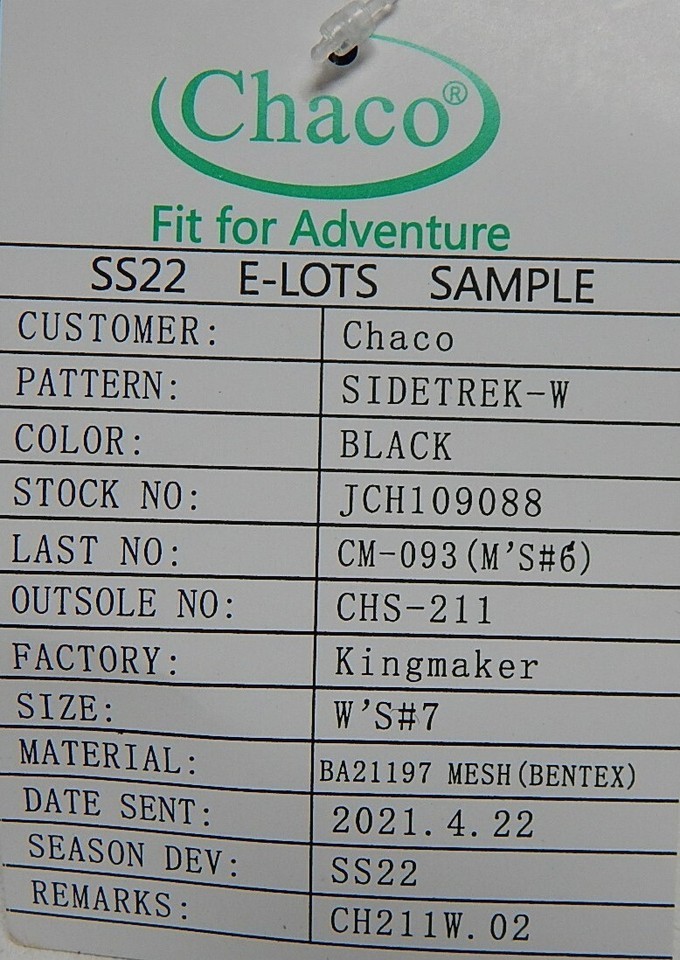 Chaco®
Fit for Adventure
SS22 E-LOTS SAMPLE
CUSTOMER: Chaco
PATTERN: SIDETREK-W
COLOR: BLACK
STOCK NO: JCH109088
LAST NO: CM-093(M'S#6)
OUTSOLE NO: CHS-211
FACTORY: Kingmaker
SIZE: W'S#7
MATERIAL: BA21197 MESH(BENTEX)
DATE SENT: 2021.4.22
SEASON DEV: SS22
REMARKS: CH211W.02